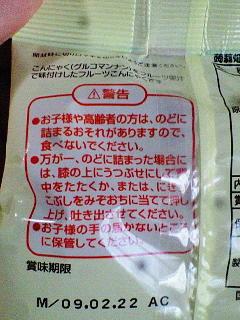 こんにゃく(グルコマンナン
で味付けしたフルーツこんに
⚠警告
●お子様や高齢者の方は、のどに
詰まるおそれがありますので、
食べないでください。
●万が一、のどに詰まった場合に
は、膝の上にうつぶせにして背
中をたたくか、または、にぎ
こぶしをみぞおちに当てて押し
上げ、吐き出させてください。
●お子様の手の届かないところ
に保管してください。
賞味期限
M/09.02.22 AC